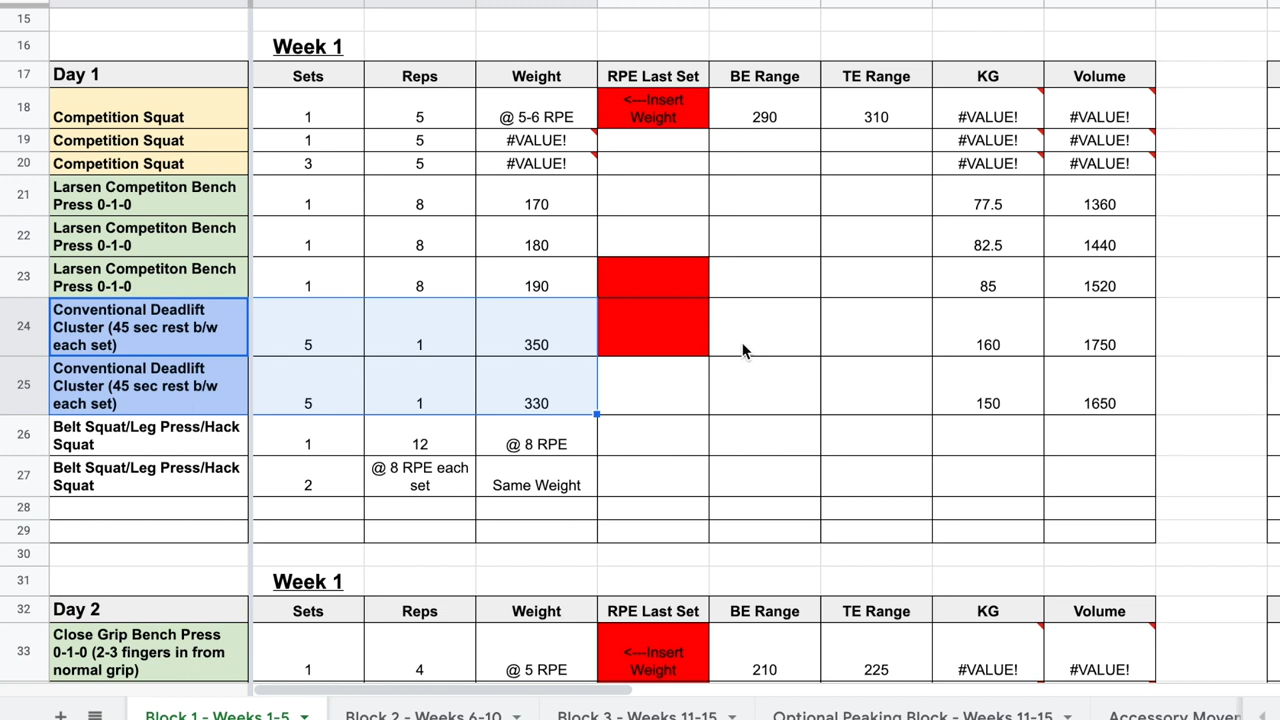 15
16 Week 1
17 Day 1 Sets Reps Weight RPE Last Set BE Range TE Range KG Volume
18 Competition Squat 1 5 @ 5-6 RPE <---Insert Weight 290 310 #VALUE! #VALUE!
19 Competition Squat 1 5 #VALUE! #VALUE! #VALUE!
20 Competition Squat 3 5 #VALUE! #VALUE! #VALUE!
21 Larsen Competiton Bench Press 0-1-0 1 8 170 77.5 1360
22 Larsen Competiton Bench Press 0-1-0 1 8 180 82.5 1440
23 Larsen Competiton Bench Press 0-1-0 1 8 190 85 1520
24 Conventional Deadlift Cluster (45 sec rest b/w each set) 5 1 350 160 1750
25 Conventional Deadlift Cluster (45 sec rest b/w each set) 5 1 330 150 1650
26 Belt Squat/Leg Press/Hack Squat 1 12 @ 8 RPE
27 Belt Squat/Leg Press/Hack Squat 2 @ 8 RPE each set Same Weight
28
29
30
31 Week 1
32 Day 2 Sets Reps Weight RPE Last Set BE Range TE Range KG Volume
33 Close Grip Bench Press 0-1-0 (2-3 fingers in from normal grip) 1 4 @ 5 RPE <---Insert Weight 210 225 #VALUE! #VALUE!
Block 1 - Weeks 1-5 Block 2 - Weeks 6-10 Block 3 - Weeks 11-15 Optional Peaking Block - Weeks 11-15 Accessory Mover